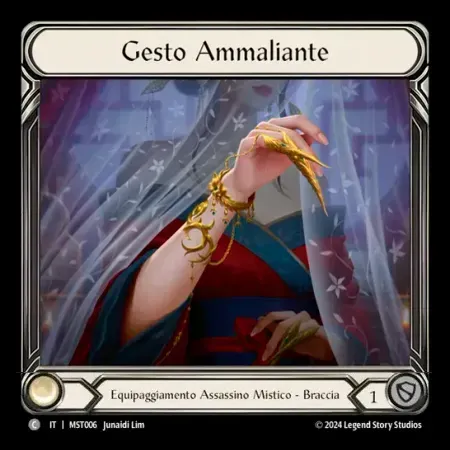 Gesto Ammaliante
Equipaggiamento Assassino Mistico - Braccia
1
C IT | MST006 Junaidi Lim
© 2024 Legend Story Studios